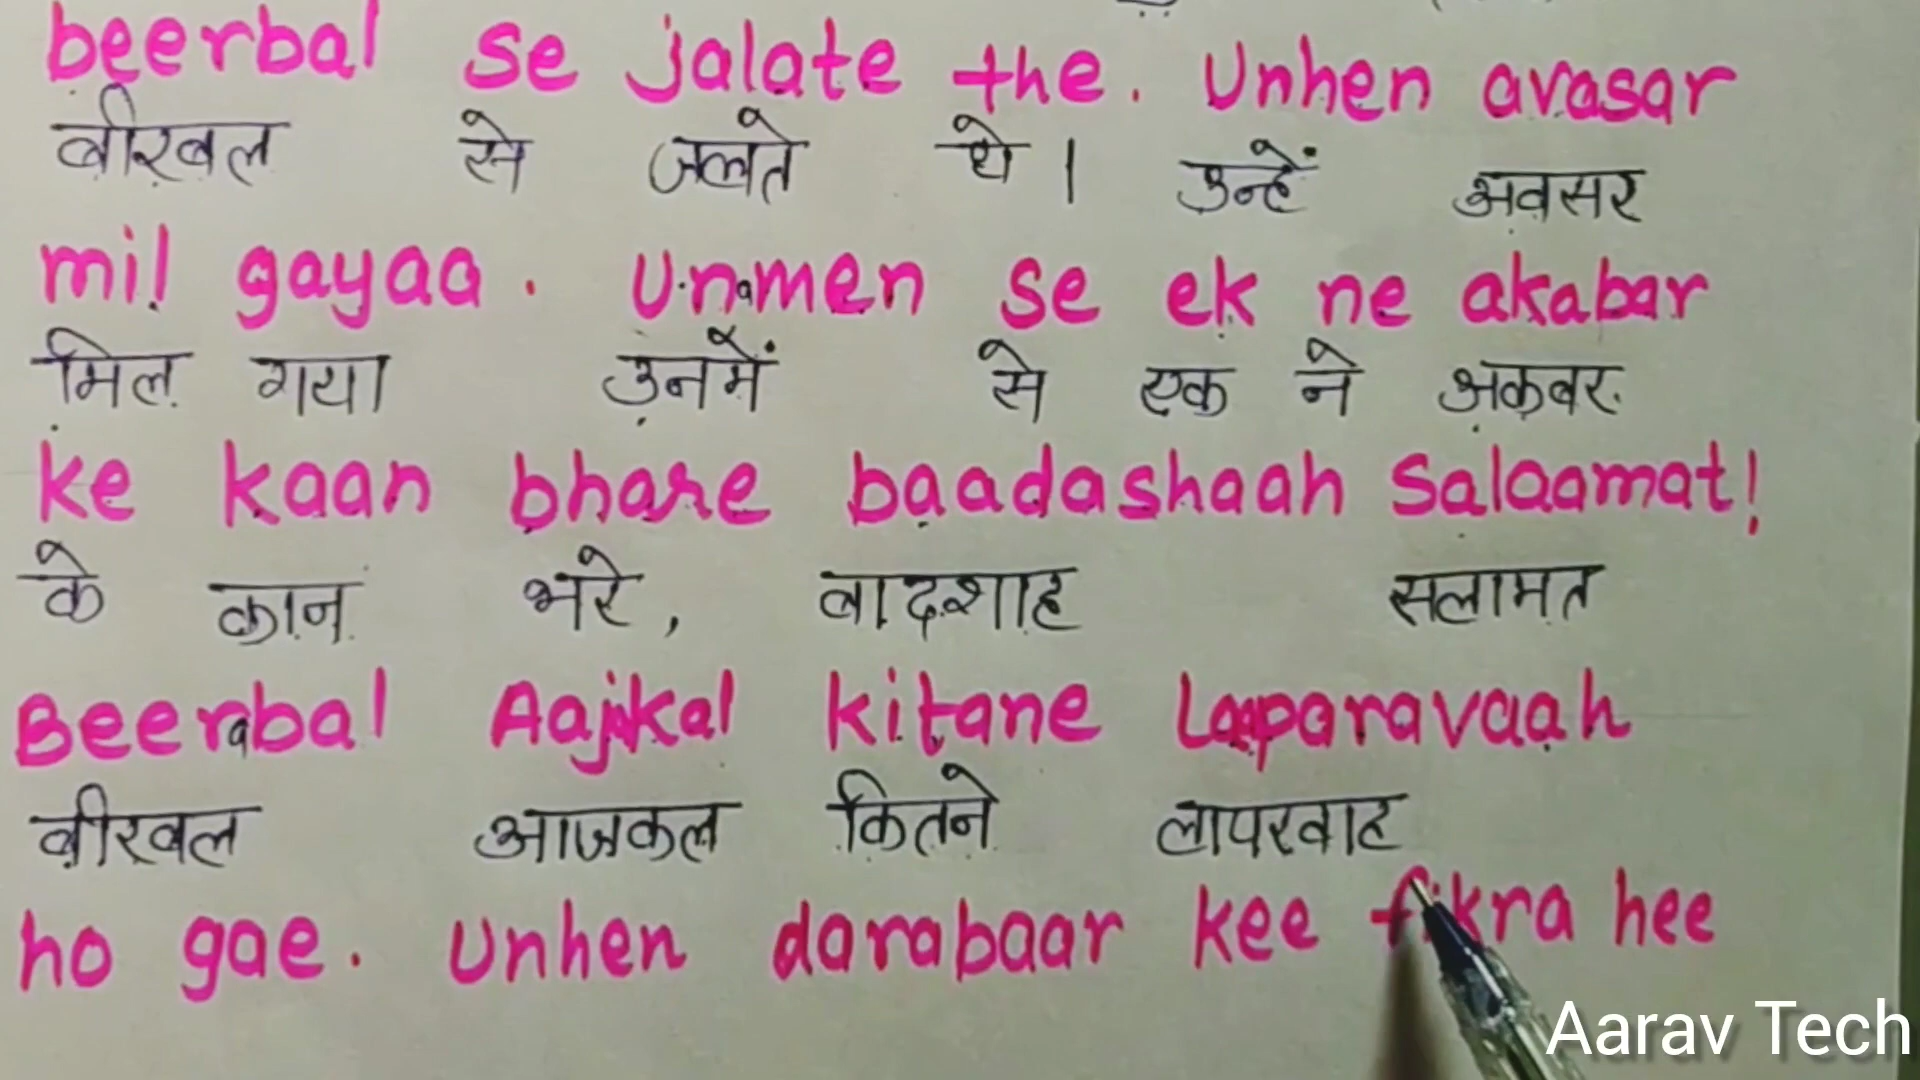 beerbal se jalate the. Unhen avasar
बीरबल से जलते थे। उन्हें अवसर
mil gayaa. Unamen se ek ne akabar
मिल गया उनमें से एक ने अकबर
ke kaan bhare baadashaah Salaamat!
के कान भरे, बादशाह सलामत
Beerabal Aajkal kitane Laaparavaah
बीरबल आजकल कितने लापरवाह
ho gae. Unhen darabaar kee fikra hee
Aarav Tech